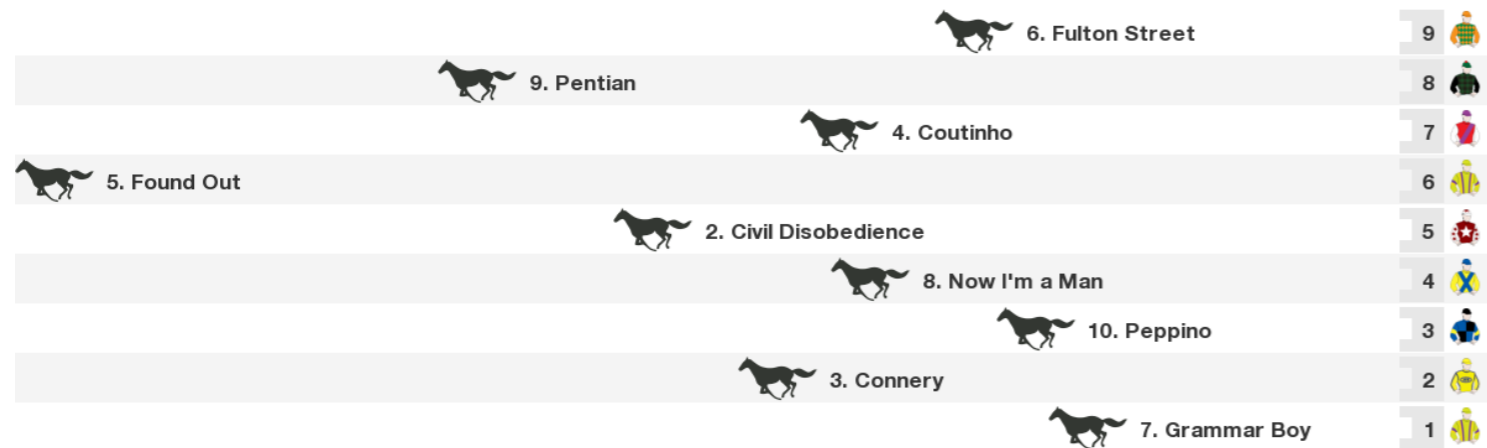 6. Fulton Street 9
9. Pentian 8
4. Coutinho 7
5. Found Out 6
2. Civil Disobedience 5
8. Now I'm a Man 4
10. Peppino 3
3. Connery 2
7. Grammar Boy 1